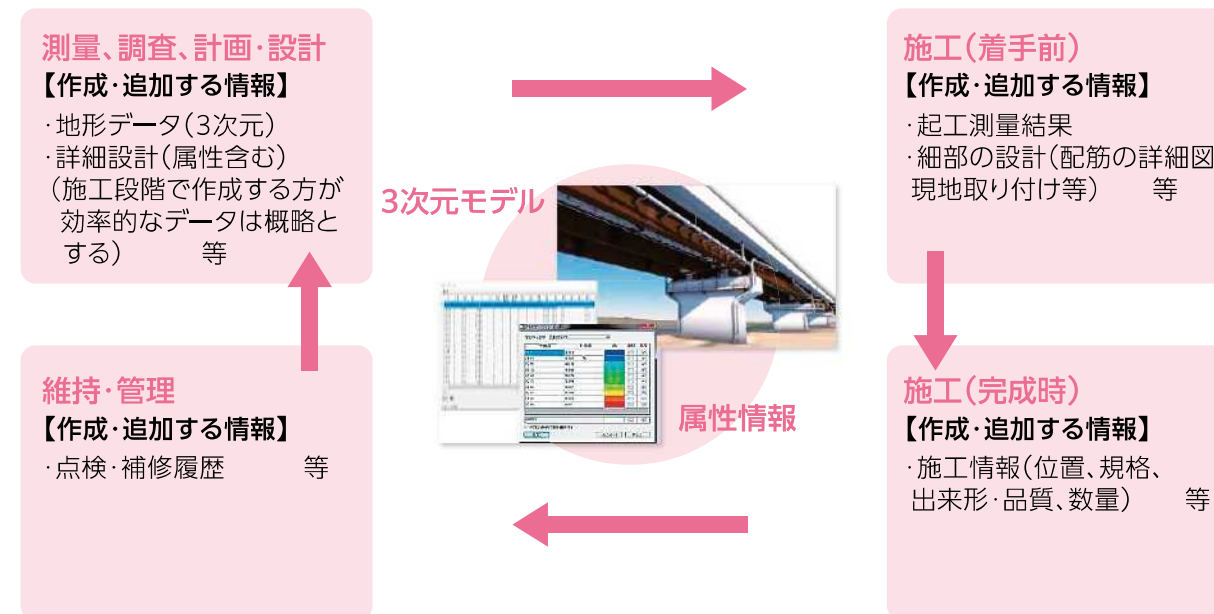 測量、調査、計画・設計
【作成・追加する情報】
・地形データ(3次元)
・詳細設計(属性含む)
(施工段階で作成する方が
効率的なデータは概略と
する) 等
施工(着手前)
【作成・追加する情報】
・起工測量結果
・細部の設計(配筋の詳細図
現地取り付け等) 等
3次元モデル
属性情報
維持・管理
【作成・追加する情報】
・点検・補修履歴 等
施工(完成時)
【作成・追加する情報】
・施工情報(位置、規格、
出来形・品質、数量) 等